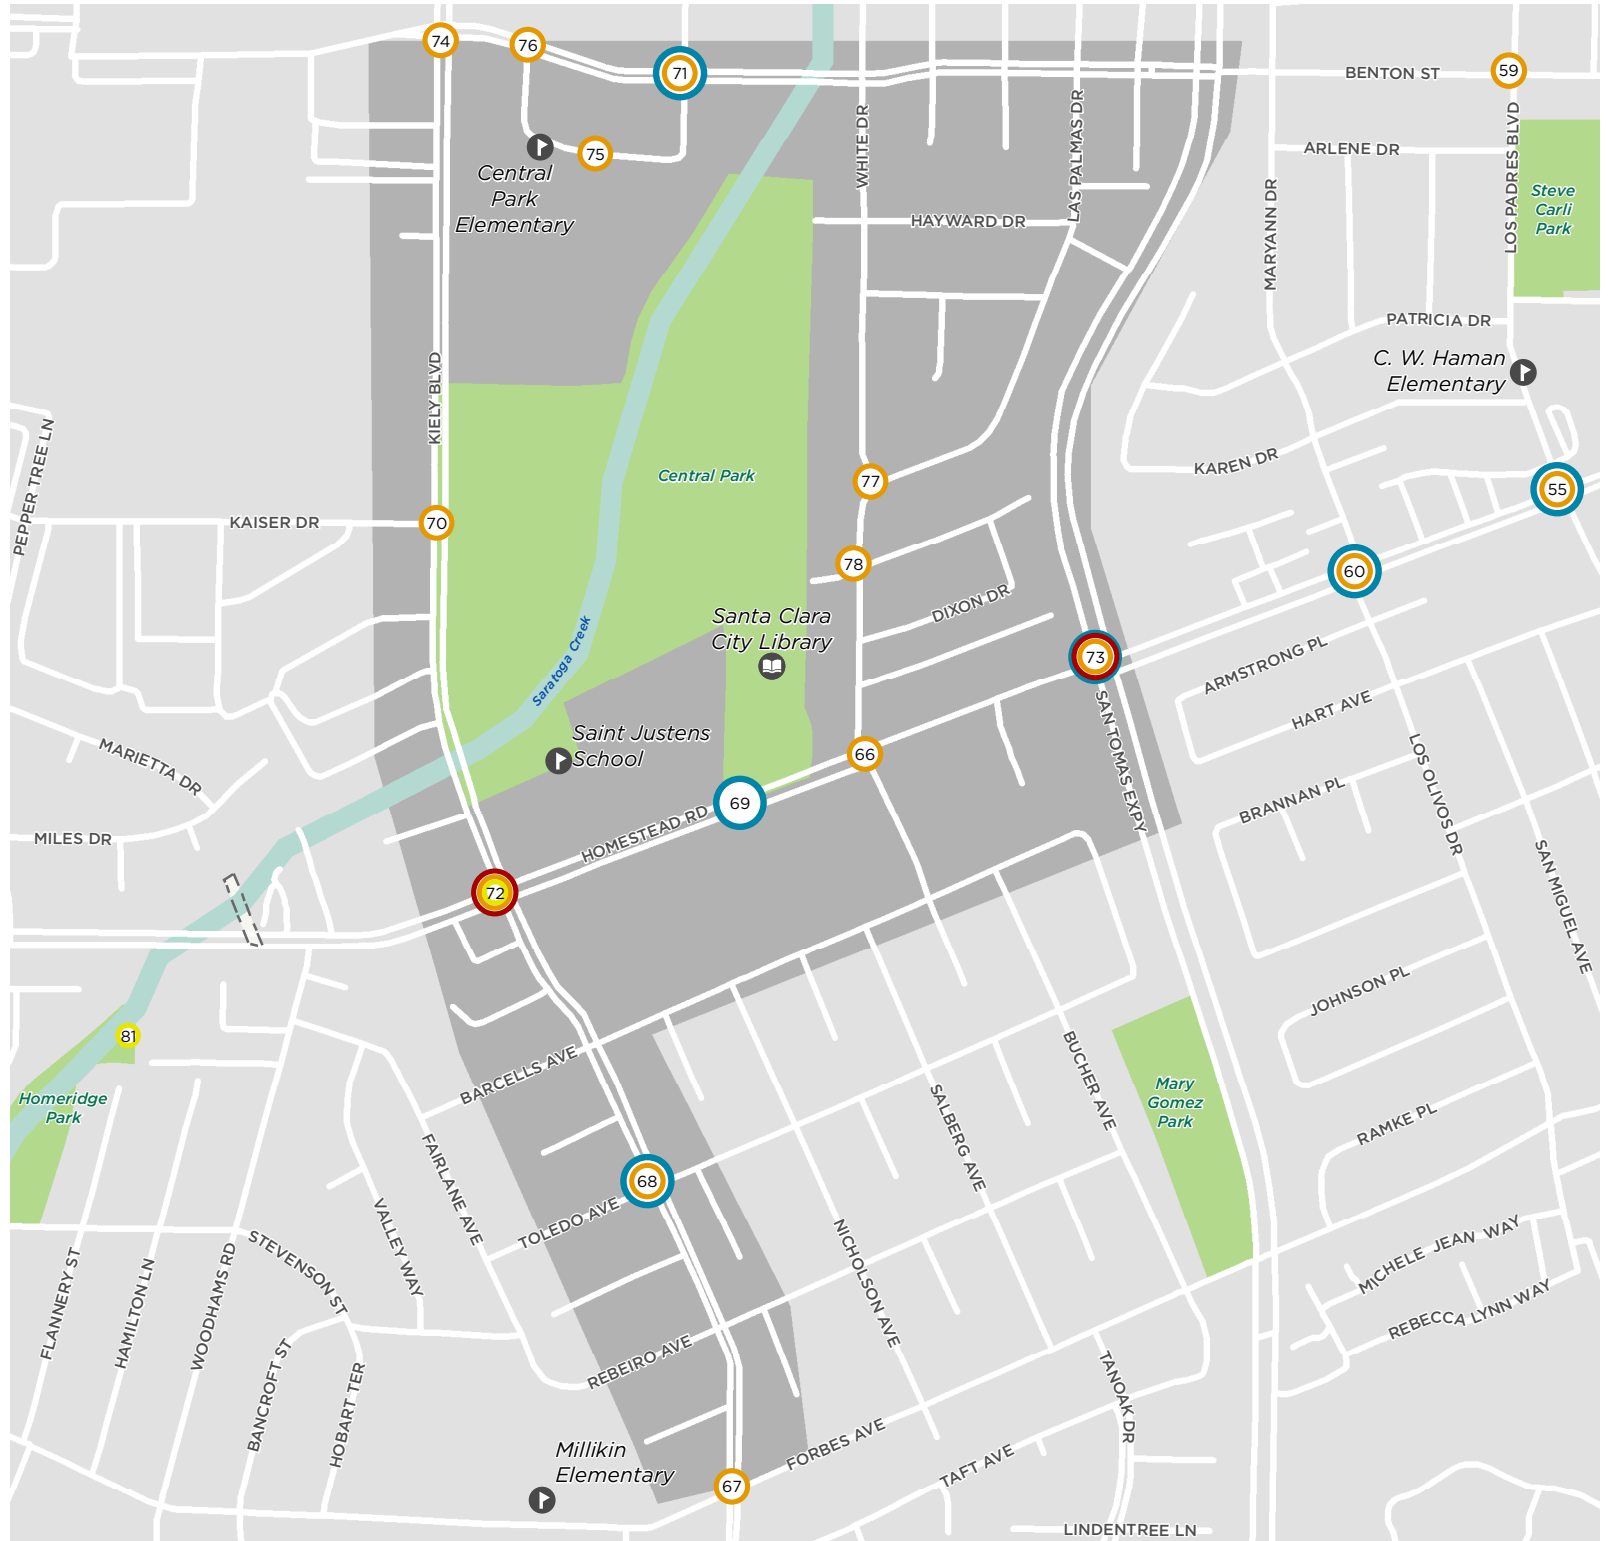 74
76
71
BENTON ST
59
WHITE DR
LAS PALMAS DR
LOS PADRES BLVD
ARLENE DR
75
Central
Park
Elementary
MARYANN DR
Steve
Carli
Park
HAYWARD DR
PATRICIA DR
C. W. Haman
Elementary
KIELY BLVD
PEPPER TREE LN
Central Park
KAREN DR
77
55
KAISER DR
70
78
60
DIXON DR
Santa Clara
City Library
Saratoga Creek
73
ARMSTRONG PL
HART AVE
SAN TOMAS EXPY
MARIETTA DR
Saint Justens
School
66
LOS OLIVOS DR
69
BRANNAN PL
MILES DR
HOMESTEAD RD
72
SAN MIGUEL AVE
JOHNSON PL
81
BARCELLS AVE
BUCHER AVE
Homeridge
Park
Mary
Gomez
Park
SALBERG AVE
RAMKE PL
FAIRLANE AVE
68
TOLEDO AVE
VALLEY WAY
STEVENSON ST
NICHOLSON AVE
MICHELE JEAN WAY
FLANNERY ST
HAMILTON LN
WOODHAMS RD
REBECCA LYNN WAY
BANCROFT ST
HOBART TER
REBEIRO AVE
TANOAK DR
Millikin
Elementary
FORBES AVE
TAFT AVE
67
LINDENTREE LN